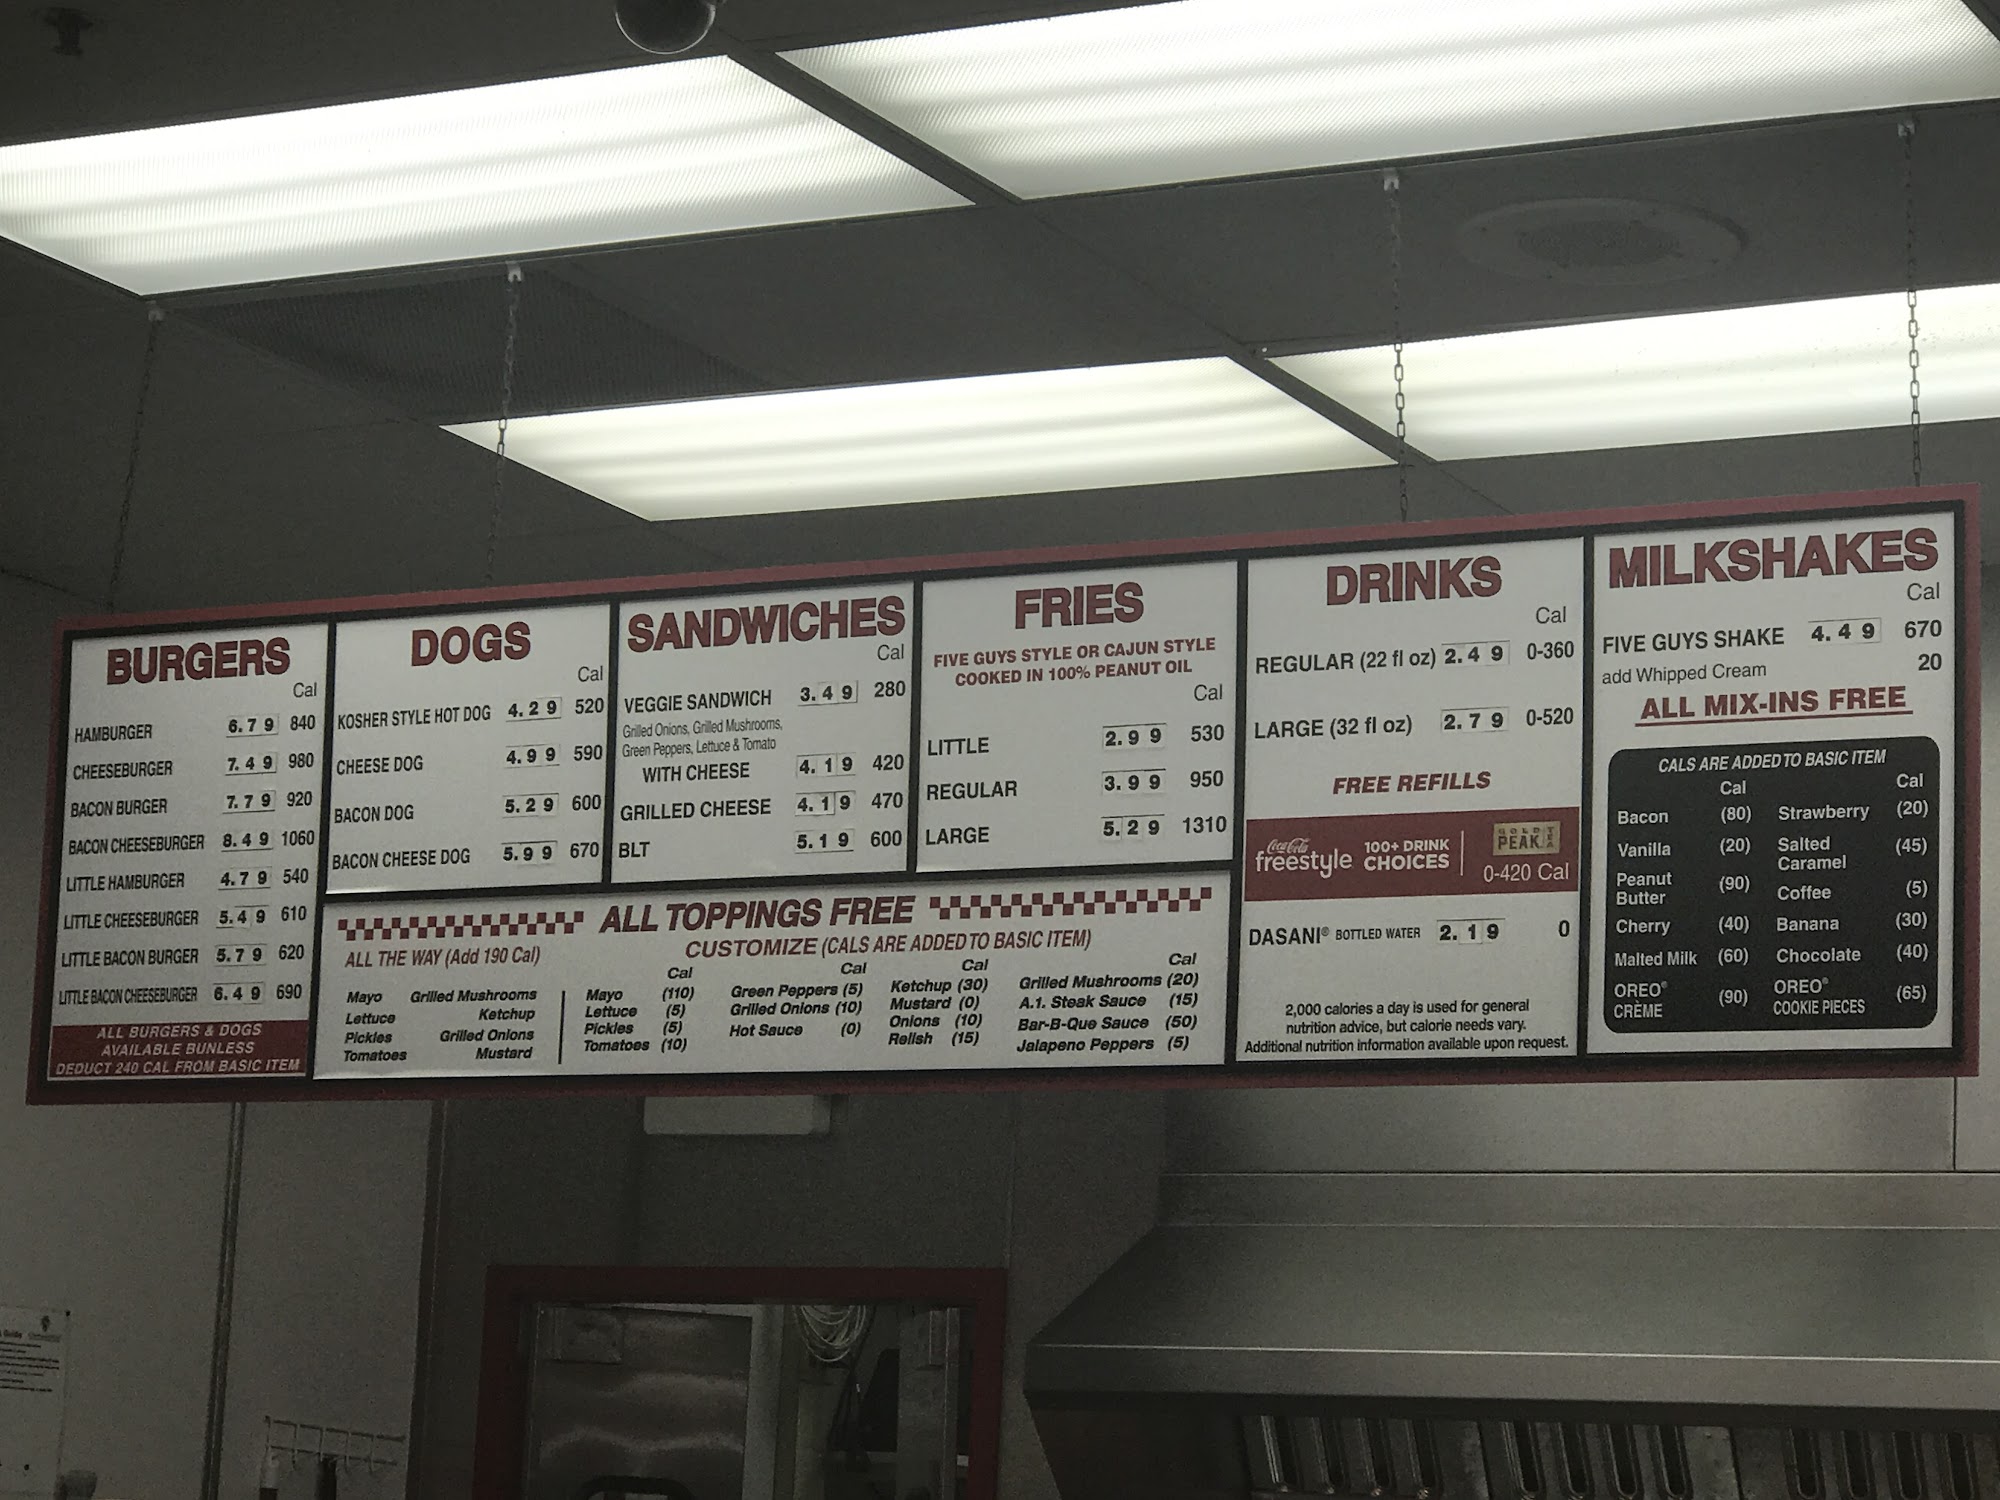 BURGERS
Cal
HAMBURGER 6.79 840
CHEESEBURGER 7.49 980
BACON BURGER 7.79 920
BACON CHEESEBURGER 8.49 1060
LITTLE HAMBURGER 4.79 540
LITTLE CHEESEBURGER 5.49 610
LITTLE BACON BURGER 5.79 620
LITTLE BACON CHEESEBURGER 6.49 690
ALL BURGERS & DOGS
AVAILABLE BUNLESS
DEDUCT 240 CAL FROM BASIC ITEM
DOGS
Cal
KOSHER STYLE HOT DOG 4.29 520
CHEESE DOG 4.99 590
BACON DOG 5.29 600
BACON CHEESE DOG 5.99 670
SANDWICHES
Cal
VEGGIE SANDWICH 3.49 280
Grilled Onions, Grilled Mushrooms,
Green Peppers, Lettuce & Tomato
WITH CHEESE 4.19 420
GRILLED CHEESE 4.19 470
BLT 5.19 600
FRIES
FIVE GUYS STYLE OR CAJUN STYLE
COOKED IN 100% PEANUT OIL
Cal
LITTLE 2.99 530
REGULAR 3.99 950
LARGE 5.29 1310
ALL TOPPINGS FREE
ALL THE WAY (Add 190 Cal)
Mayo Grilled Mushrooms
Lettuce Ketchup
Pickles Grilled Onions
Tomatoes Mustard
CUSTOMIZE (CALS ARE ADDED TO BASIC ITEM)
Cal
Mayo (110)
Lettuce (5)
Pickles (5)
Tomatoes (10)
Cal
Green Peppers (5)
Grilled Onions (10)
Hot Sauce (0)
Cal
Ketchup (30)
Mustard (0)
Onions (10)
Relish (15)
Cal
Grilled Mushrooms (20)
A.1. Steak Sauce (15)
Bar-B-Que Sauce (50)
Jalapeno Peppers (5)
DRINKS
Cal
REGULAR (22 fl oz) 2.49 0-360
LARGE (32 fl oz) 2.79 0-520
FREE REFILLS
Coca-Cola
freestyle
100+ DRINK
CHOICES
GOLD
PEAK TEA
0-420 Cal
DASANI® BOTTLED WATER 2.19 0
2,000 calories a day is used for general
nutrition advice, but calorie needs vary.
Additional nutrition information available upon request.
MILKSHAKES
Cal
FIVE GUYS SHAKE 4.49 670
add Whipped Cream 20
ALL MIX-INS FREE
CALS ARE ADDED TO BASIC ITEM
Cal Cal
Bacon (80) Strawberry (20)
Vanilla (20) Salted
Caramel (45)
Peanut
Butter (90) Coffee (5)
Cherry (40) Banana (30)
Malted Milk (60) Chocolate (40)
OREO®
CRÈME (90) OREO®
COOKIE PIECES (65)